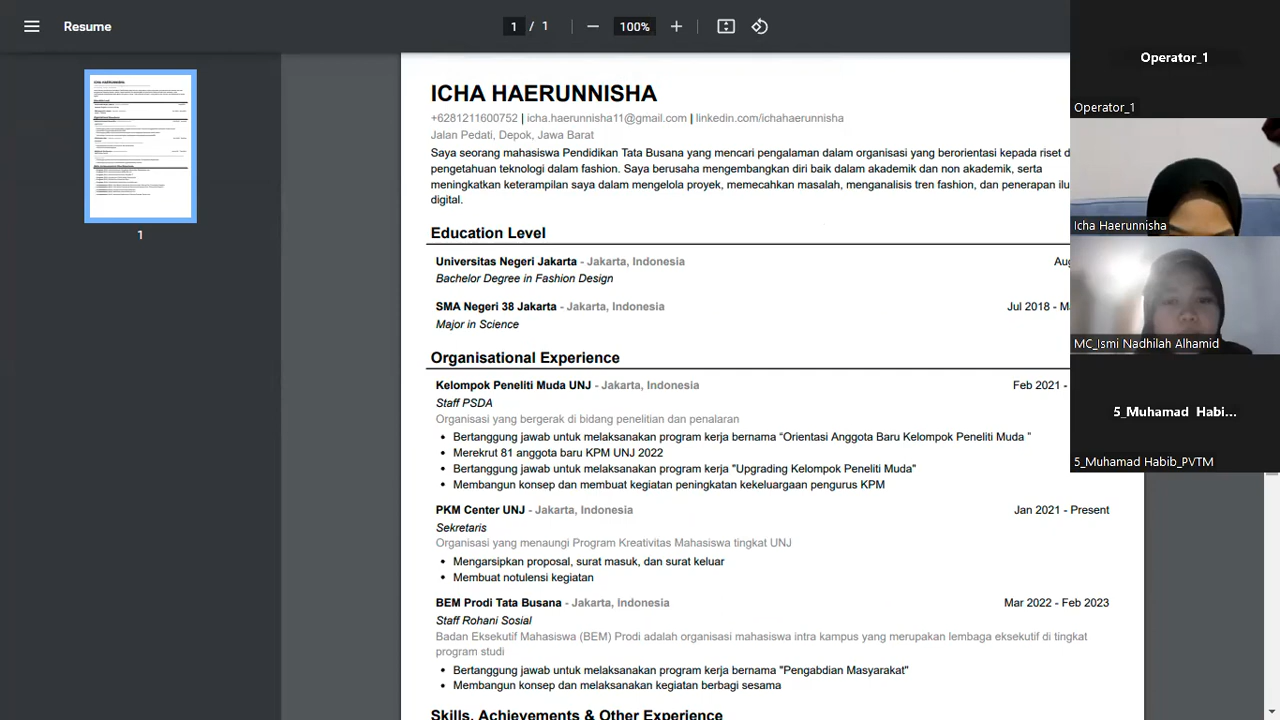 Resume
1 / 1
100%
1
ICHA HAERUNNISHA
+6281211600752 | icha.haerunnisha11@gmail.com | linkedin.com/ichahaerunnisha
Jalan Pedati, Depok, Jawa Barat
Saya seorang mahasiswa Pendidikan Tata Busana yang mencari pengalaman dalam organisasi yang berorientasi kepada riset d
pengetahuan teknologi dalam fashion. Saya berusaha mengembangkan diri baik dalam akademik dan non akademik, serta
meningkatkan keterampilan saya dalam mengelola proyek, memecahkan masalah, menganalisis tren fashion, dan penerapan ilu
digital.
Education Level
Universitas Negeri Jakarta - Jakarta, Indonesia Aug
Bachelor Degree in Fashion Design
SMA Negeri 38 Jakarta - Jakarta, Indonesia Jul 2018 - M
Major in Science
Organisational Experience
Kelompok Peneliti Muda UNJ - Jakarta, Indonesia Feb 2021 -
Staff PSDA
Organisasi yang bergerak di bidang penelitian dan penalaran
• Bertanggung jawab untuk melaksanakan program kerja bernama “Orientasi Anggota Baru Kelompok Peneliti Muda ”
• Merekrut 81 anggota baru KPM UNJ 2022
• Bertanggung jawab untuk melaksanakan program kerja "Upgrading Kelompok Peneliti Muda"
• Membangun konsep dan membuat kegiatan peningkatan kekeluargaan pengurus KPM
PKM Center UNJ - Jakarta, Indonesia Jan 2021 - Present
Sekretaris
Organisasi yang menaungi Program Kreativitas Mahasiswa tingkat UNJ
• Mengarsipkan proposal, surat masuk, dan surat keluar
• Membuat notulensi kegiatan
BEM Prodi Tata Busana - Jakarta, Indonesia Mar 2022 - Feb 2023
Staff Rohani Sosial
Badan Eksekutif Mahasiswa (BEM) Prodi adalah organisasi mahasiswa intra kampus yang merupakan lembaga eksekutif di tingkat
program studi
• Bertanggung jawab untuk melaksanakan program kerja bernama "Pengabdian Masyarakat"
• Membangun konsep dan melaksanakan kegiatan berbagi sesama
Skills, Achievements & Other Experience
Operator_1
Operator_1
Icha Haerunnisha
MC_Ismi Nadhilah Alhamid
5_Muhamad Habi...
5_Muhamad Habib_PVTM